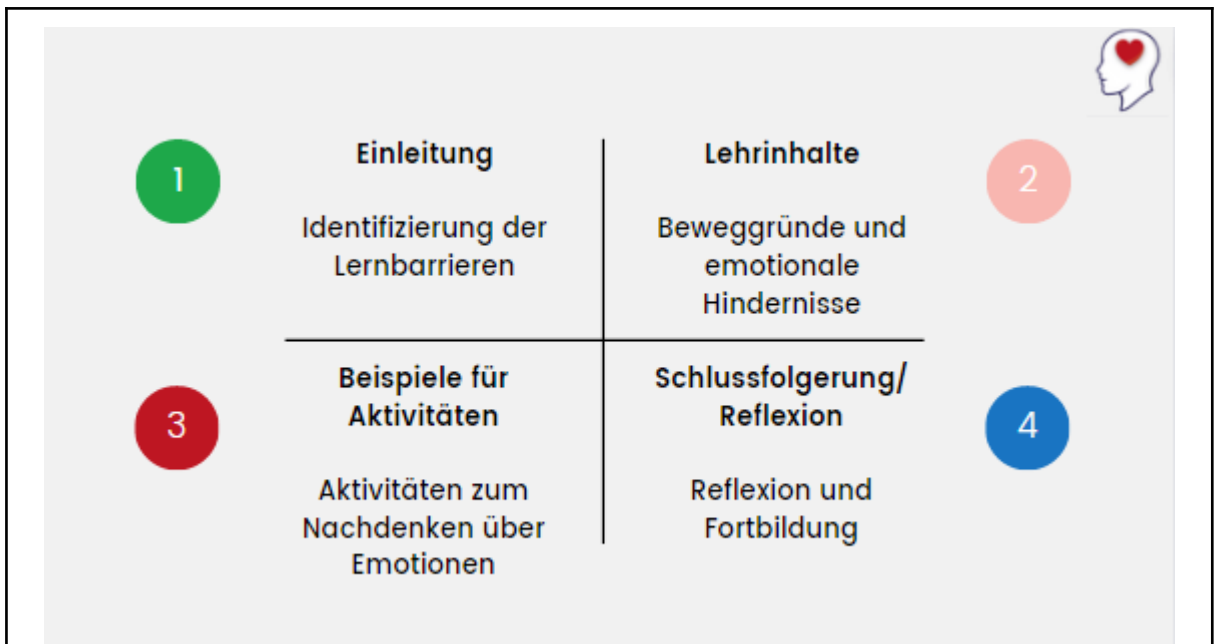 1
Einleitung
Identifizierung der
Lernbarrieren
Lehrinhalte
Beweggründe und
emotionale
Hindernisse
2
3
Beispiele für
Aktivitäten
Aktivitäten zum
Nachdenken über
Emotionen
Schlussfolgerung/
Reflexion
Reflexion und
Fortbildung
4